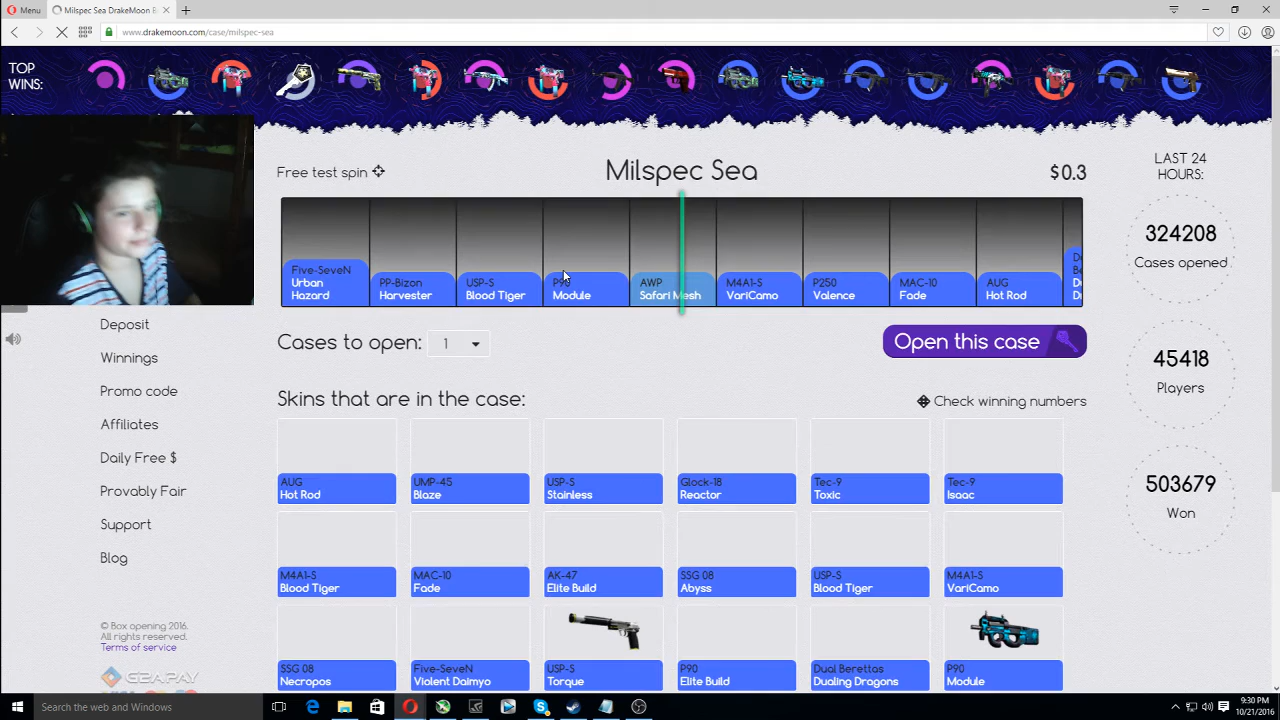 Menu
Milspec Sea DrakeMoon B
www.drakemoon.com/case/milspec-sea
TOP
WINS:
Free test spin
Milspec Sea
$0.3
Five-SeveN
Urban
Hazard
PP-Bizon
Harvester
USP-S
Blood Tiger
P90
Module
AWP
Safari Mesh
M4A1-S
VariCamo
P250
Valence
MAC-10
Fade
AUG
Hot Rod
Cases to open: 1
Open this case
Skins that are in the case:
Check winning numbers
AUG
Hot Rod
UMP-45
Blaze
USP-S
Stainless
Glock-18
Reactor
Tec-9
Toxic
Tec-9
Isaac
M4A1-S
Blood Tiger
MAC-10
Fade
AK-47
Elite Build
SSG 08
Abyss
USP-S
Blood Tiger
M4A1-S
VariCamo
SSG 08
Necropos
Five-SeveN
Violent Daimyo
USP-S
Torque
P90
Elite Build
Dual Berettas
Dualing Dragons
P90
Module
LAST 24
HOURS:
324208
Cases opened
45418
Players
503679
Won
Deposit
Winnings
Promo code
Affiliates
Daily Free $
Provably Fair
Support
Blog
© Box opening 2016.
All rights reserved.
Terms of service
G2A PAY
Search the web and Windows
9:30 PM
10/21/2016